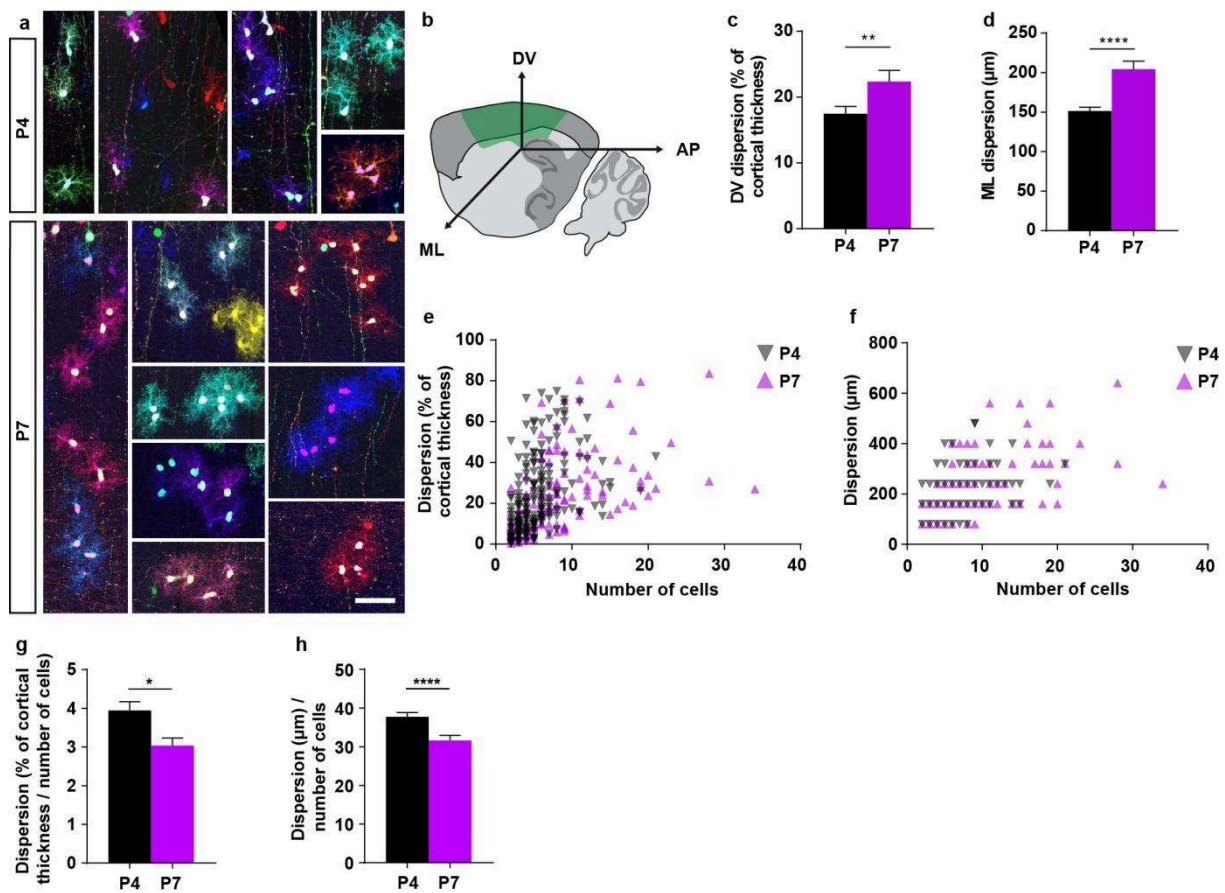 a
P4
P7
b
DV
AP
ML
c
DV dispersion (% of
cortical thickness)
30
20
10
0
P4 P7
**
d
ML dispersion (µm)
250
200
150
100
50
0
P4 P7
****
e
Dispersion (% of
cortical thickness)
100
80
60
40
20
0
0 10 20 30 40
Number of cells
P4
P7
f
Dispersion (µm)
800
600
400
200
0
0 10 20 30 40
Number of cells
P4
P7
g
Dispersion (% of cortical
thickness / number of cells)
5
4
3
2
1
0
P4 P7
*
h
Dispersion (µm) /
number of cells
50
40
30
20
10
0
P4 P7
****